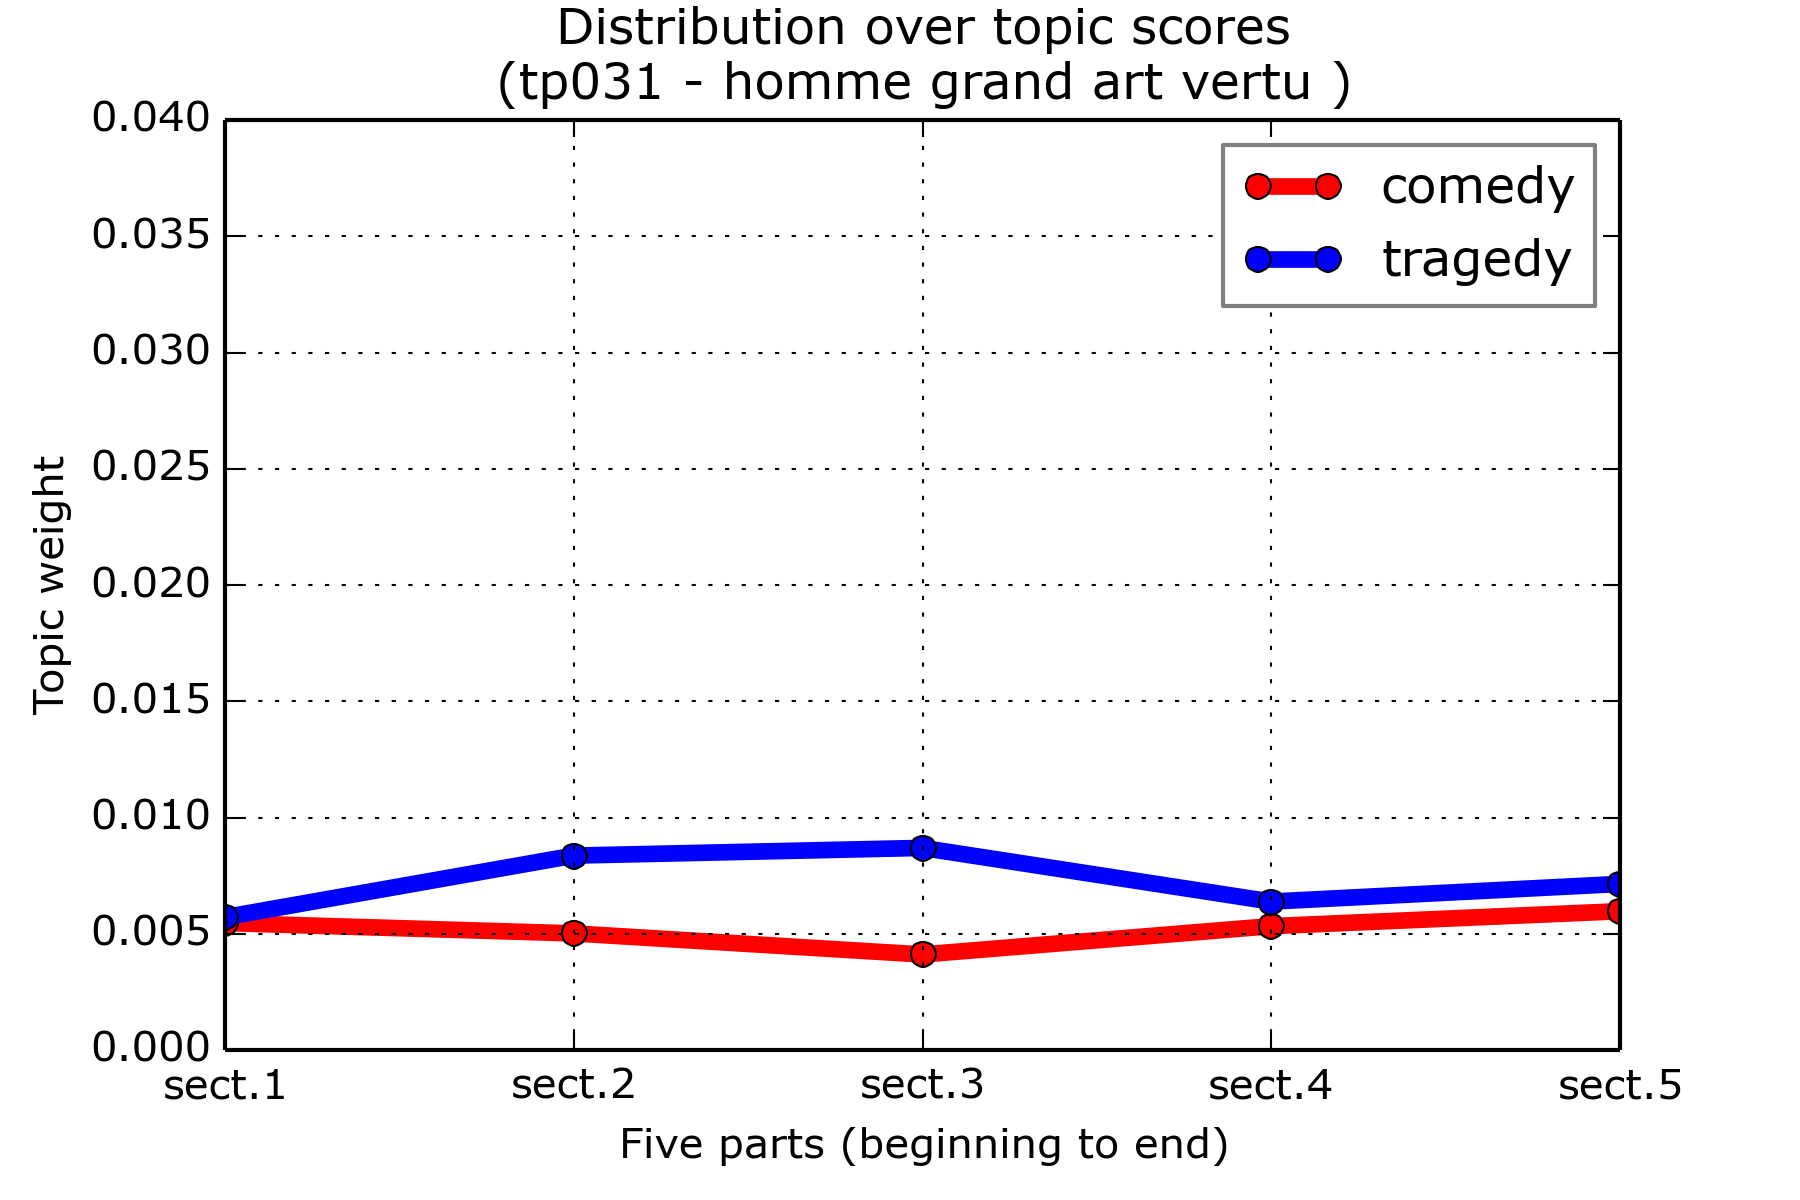 Distribution over topic scores
(tp031 - homme grand art vertu )
0.040
0.035
0.030
0.025
0.020
0.015
0.010
0.005
0.000
Topic weight
comedy
tragedy
sect.1 sect.2 sect.3 sect.4 sect.5
Five parts (beginning to end)